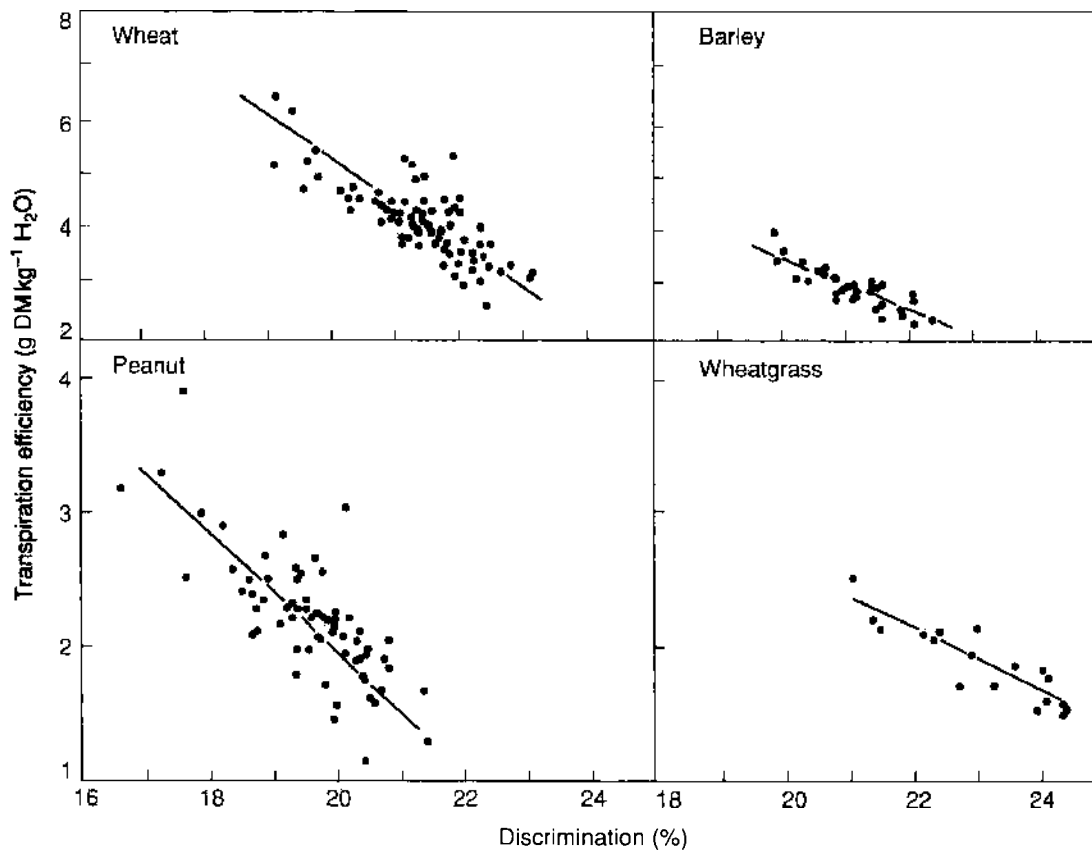 Transpiration efficiency (g DM kg⁻¹ H₂O)
8
6
4
2
Wheat
Barley
4
3
2
1
Peanut
Wheatgrass
16
18
20
22
24
20
22
24
Discrimination (%)